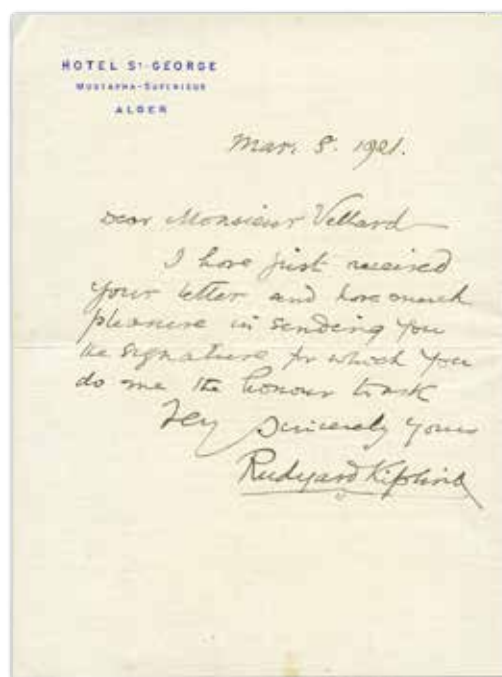 HOTEL St GEORGE
MUSTAPHA-SUPERIEUR
ALGER
Mar. 8. 1921.
Dear Monsieur Vellard
I have just received
your letter and have much
pleasure in sending you
the signature for which you
do me the honour to ask
Very Sincerely Yours
Rudyard Kipling